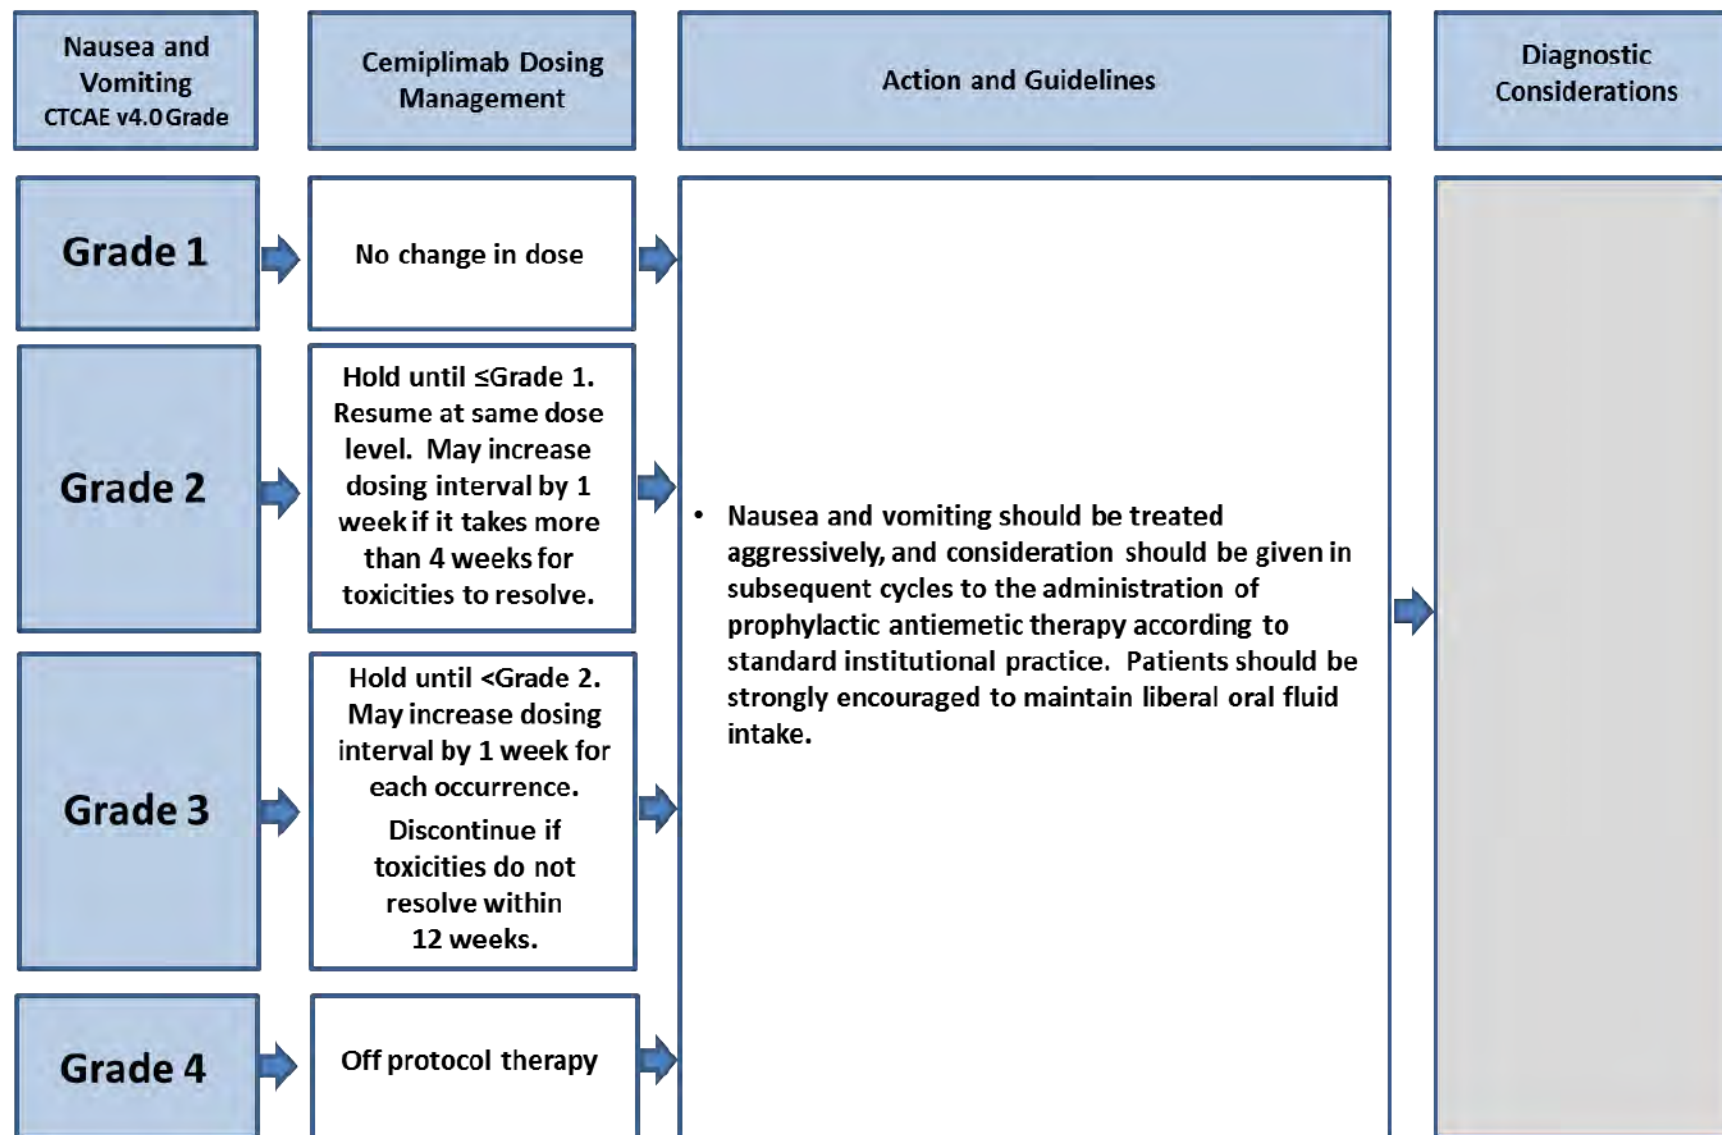 Nausea and
Vomiting
CTCAE v4.0 Grade
Cemiplimab Dosing
Management
Action and Guidelines
Diagnostic
Considerations
Grade 1
No change in dose
Grade 2
Hold until ≤Grade 1.
Resume at same dose
level. May increase
dosing interval by 1
week if it takes more
than 4 weeks for
toxicities to resolve.
Grade 3
Hold until <Grade 2.
May increase dosing
interval by 1 week for
each occurrence.
Discontinue if
toxicities do not
resolve within
12 weeks.
Grade 4
Off protocol therapy
• Nausea and vomiting should be treated
aggressively, and consideration should be given in
subsequent cycles to the administration of
prophylactic antiemetic therapy according to
standard institutional practice. Patients should be
strongly encouraged to maintain liberal oral fluid
intake.